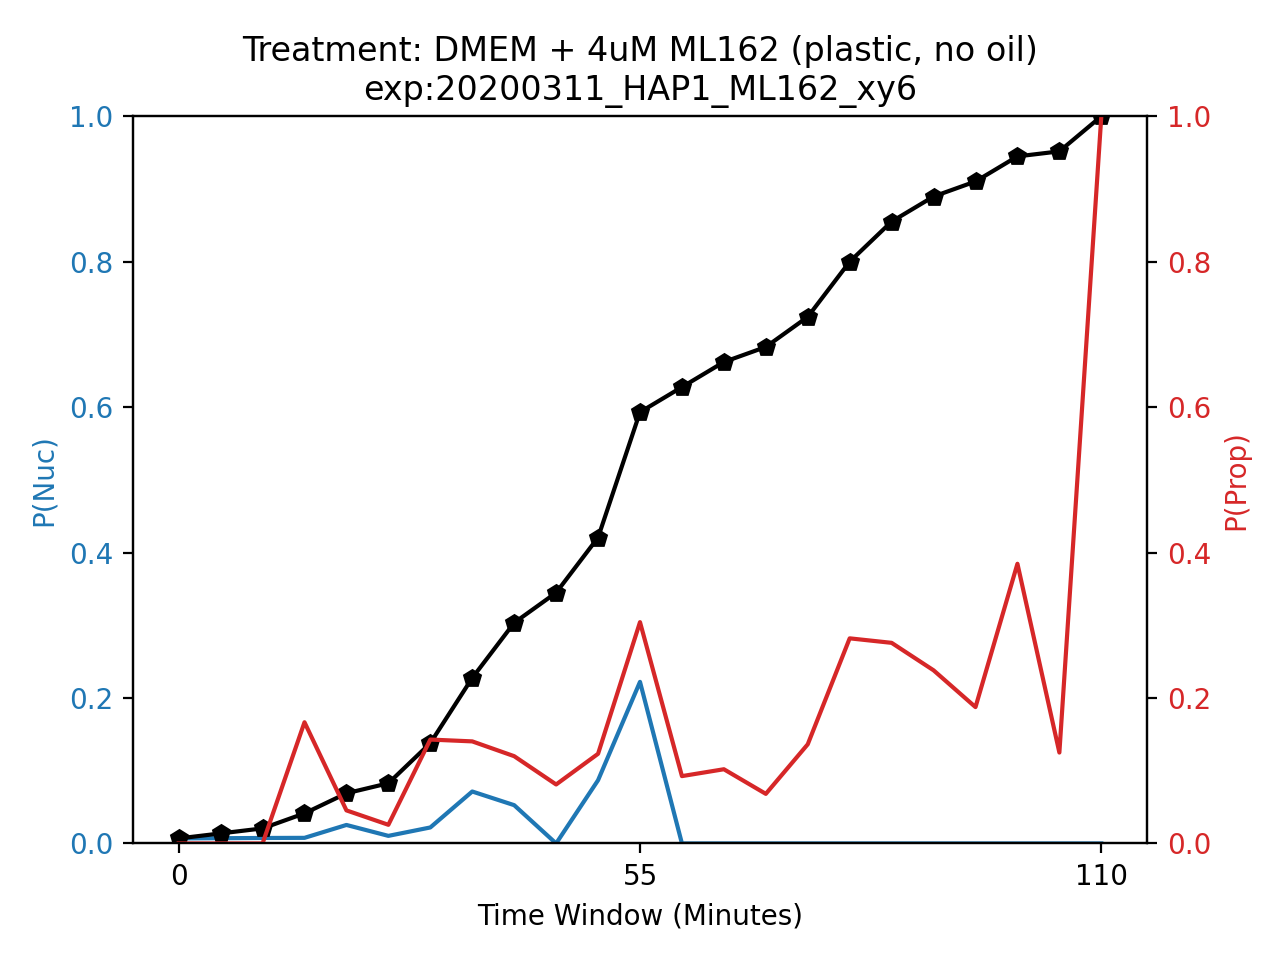 Treatment: DMEM + 4uM ML162 (plastic, no oil)
exp:20200311_HAP1_ML162_xy6
1.0
0.8
0.6
0.4
0.2
0.0
P(Nuc)
1.0
0.8
0.6
0.4
0.2
0.0
P(Prop)
0 55 110
Time Window (Minutes)